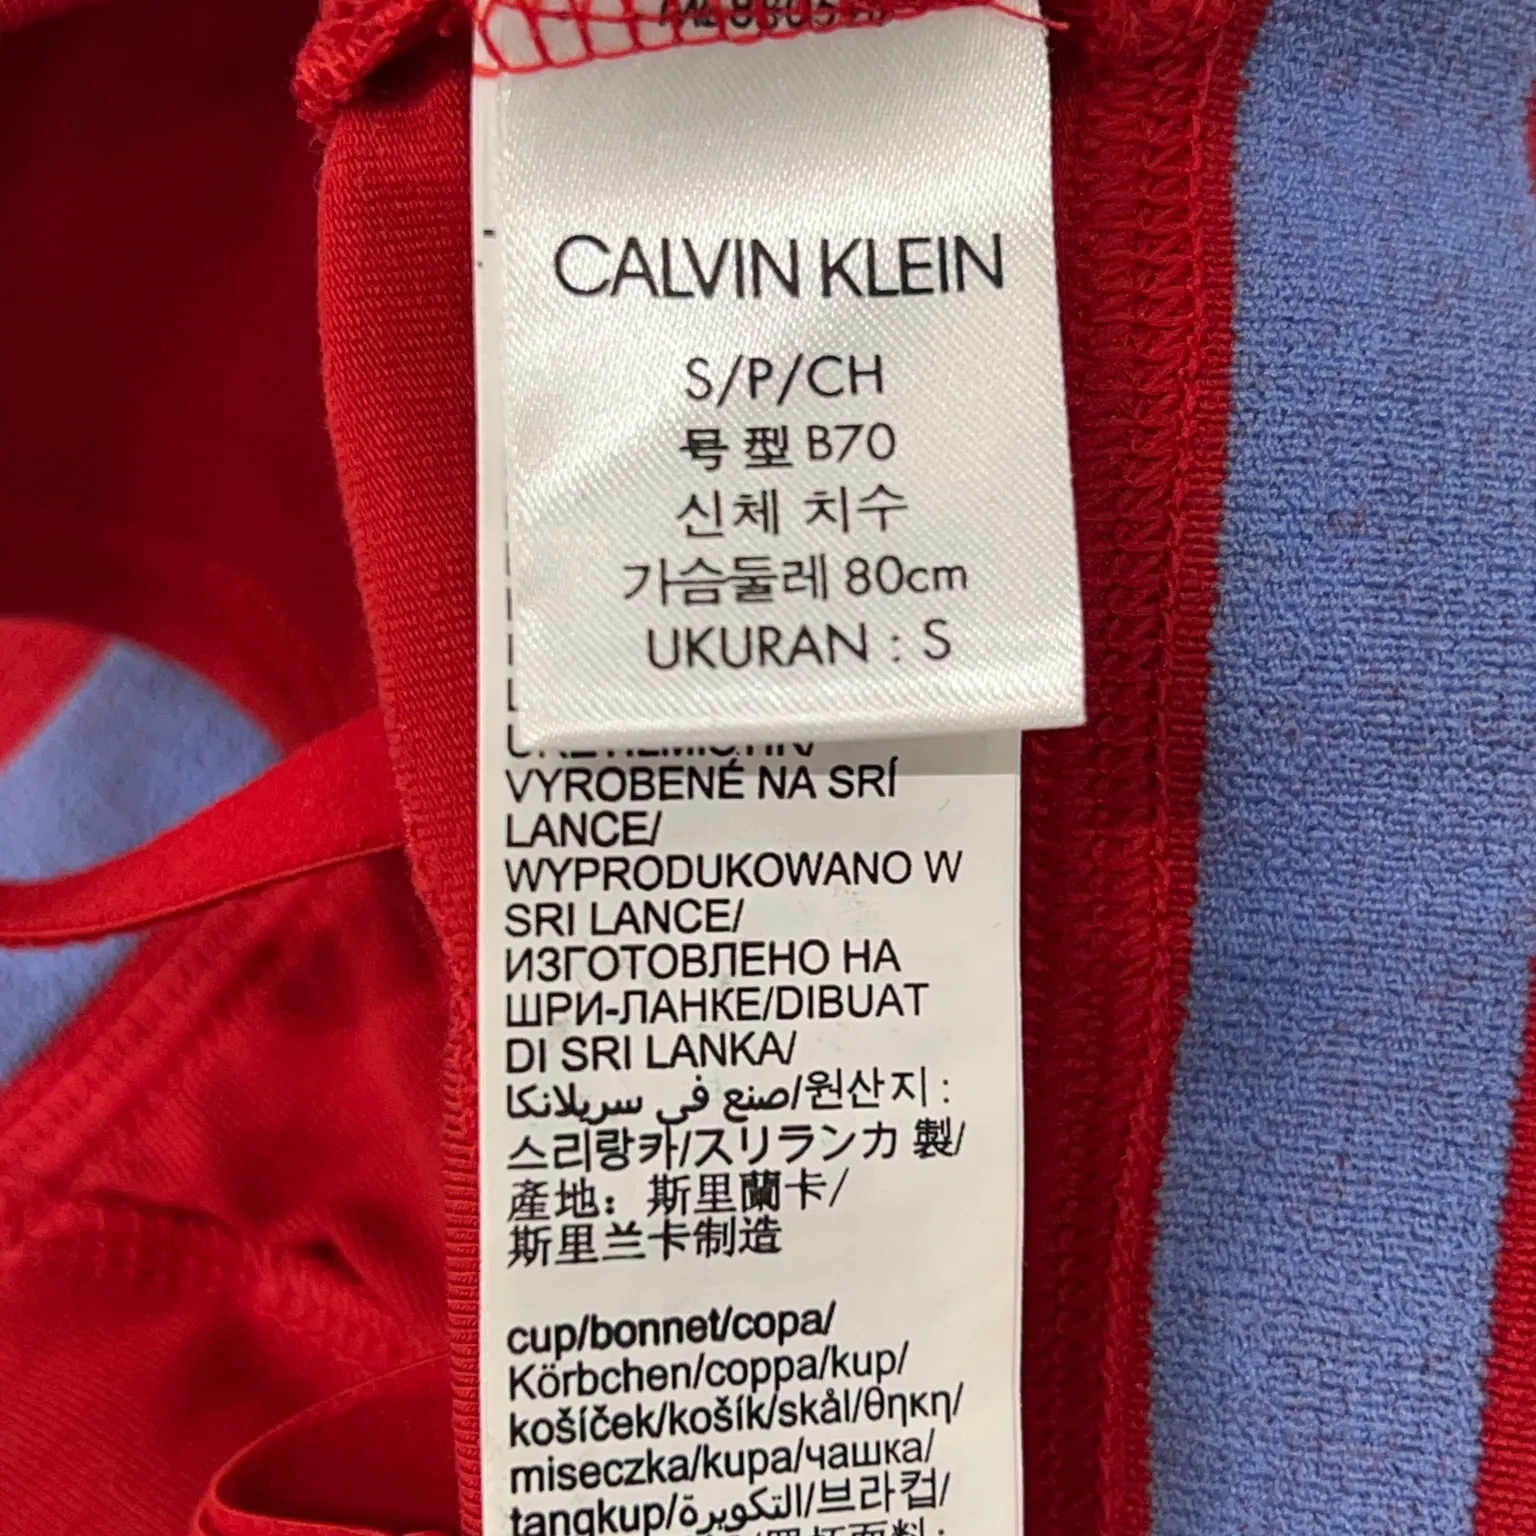 CALVIN KLEIN
S/P/CH
号型 B70
신체 치수
가슴둘레 80cm
UKURAN : S
VYROBENÉ NA SRÍ
LANCE/
WYPRODUKOWANO W
SRI LANCE/
ИЗГОТОВЛЕНО НА
ШРИ-ЛАНКЕ/DIBUAT
DI SRI LANKA/
صنع في سريلانكا/원산지 :
스리랑카/スリランカ 製/
產地：斯里蘭卡/
斯里兰卡制造
cup/bonnet/copa/
Körbchen/coppa/kup/
košíček/košík/skål/θηκη/
miseczka/kupa/чашка/
tangkup/التكويرة/브라컵/